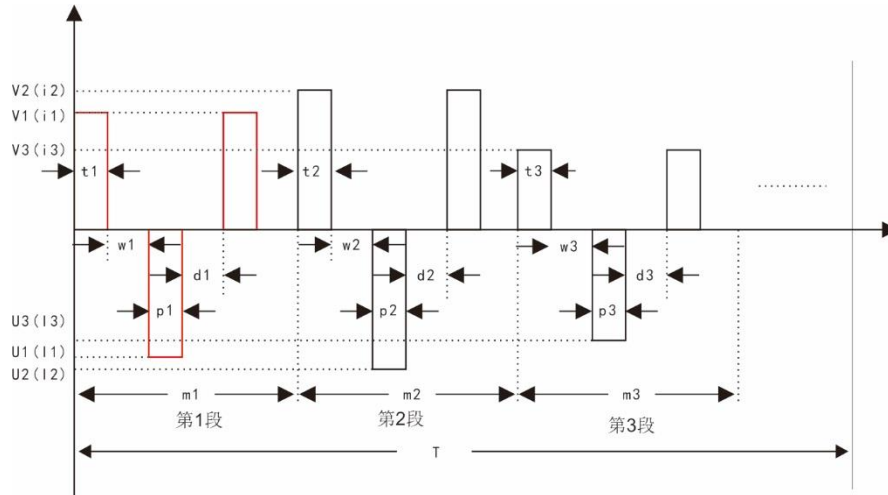 V2(i2)
V1(i1)
V3(i3)
t1
t2
t3
w1
w2
w3
d1
d2
d3
p1
p2
p3
U3(I3)
U1(I1)
U2(I2)
m1
m2
m3
第1段
第2段
第3段
T